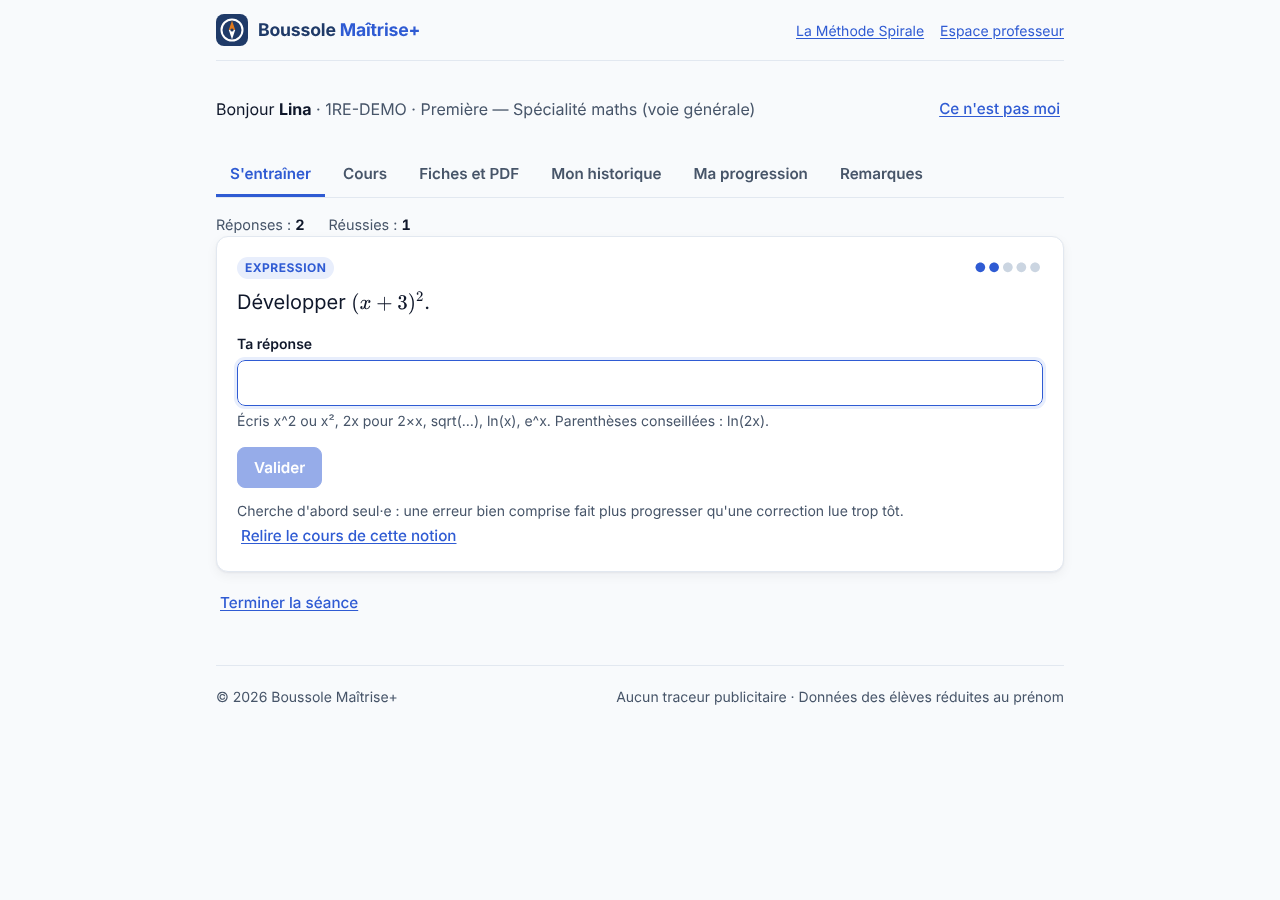 Boussole Maîtrise+
La Méthode Spirale Espace professeur
Bonjour Lina · 1RE-DEMO · Première — Spécialité maths (voie générale) Ce n'est pas moi
S'entraîner Cours Fiches et PDF Mon historique Ma progression Remarques
Réponses : 2 Réussies : 1
EXPRESSION
Développer (x + 3)².
Ta réponse
Écris x^2 ou x², 2x pour 2×x, sqrt(...), ln(x), e^x. Parenthèses conseillées : ln(2x).
Valider
Cherche d'abord seul·e : une erreur bien comprise fait plus progresser qu'une correction lue trop tôt.
Relire le cours de cette notion
Terminer la séance
© 2026 Boussole Maîtrise+ Aucun traceur publicitaire · Données des élèves réduites au prénom